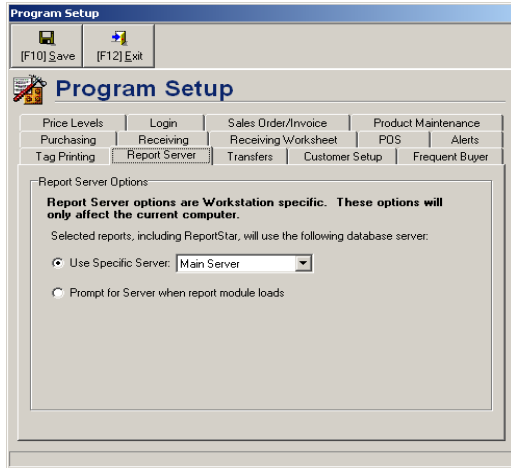 Program Setup
[F10] Save [F12] Exit
Program Setup
Price Levels Login Sales Order/Invoice Product Maintenance
Purchasing Receiving Receiving Worksheet POS Alerts
Tag Printing Report Server Transfers Customer Setup Frequent Buyer
Report Server Options
Report Server options are Workstation specific. These options will
only affect the current computer.
Selected reports, including ReportStar, will use the following database server:
Use Specific Server: Main Server
Prompt for Server when report module loads